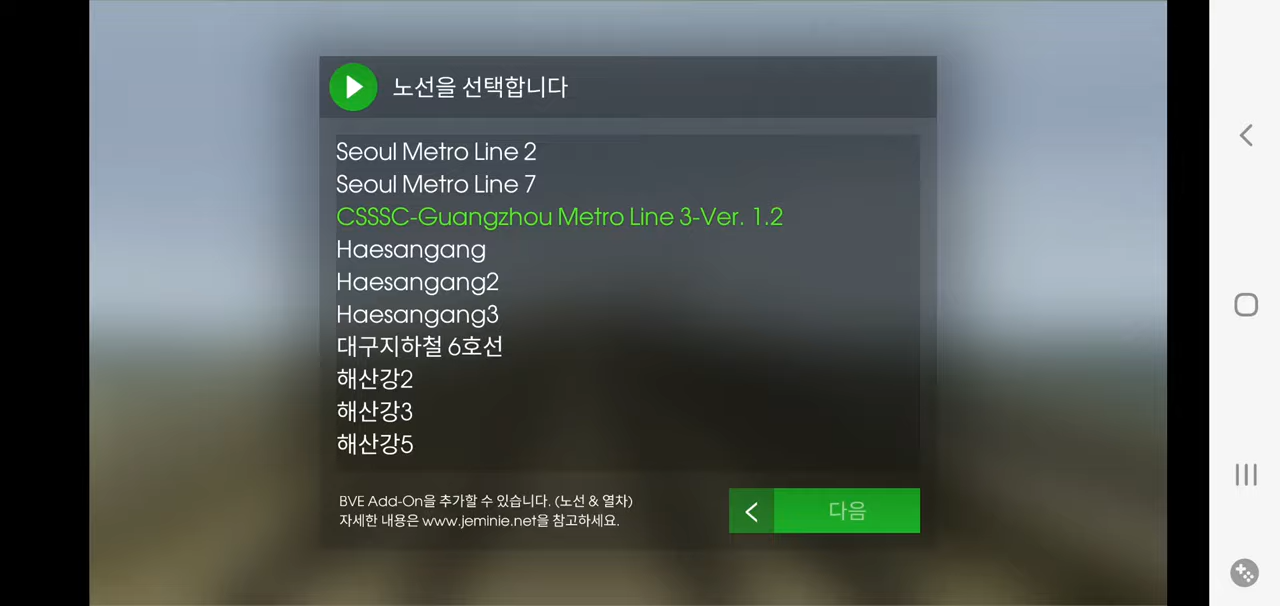 노선을 선택합니다
Seoul Metro Line 2
Seoul Metro Line 7
CSSSC-Guangzhou Metro Line 3-Ver. 1.2
Haesangang
Haesangang2
Haesangang3
대구지하철 6호선
해산강2
해산강3
해산강5
BVE Add-On을 추가할 수 있습니다. (노선 & 열차)
자세한 내용은 www.jeminie.net을 참고하세요.
다음